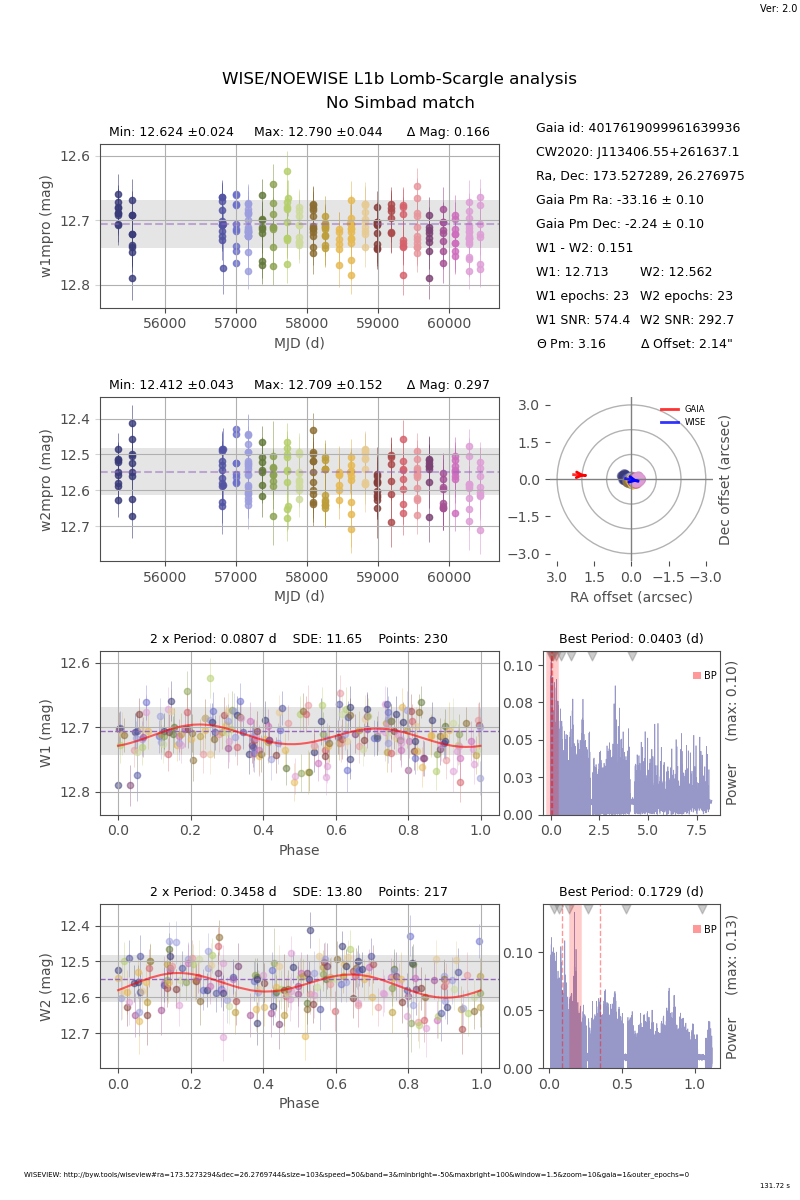 Ver: 2.0
WISE/NOEWISE L1b Lomb-Scargle analysis
No Simbad match
Min: 12.624 ±0.024 Max: 12.790 ±0.044 Δ Mag: 0.166
12.6
12.7
12.8
w1mpro (mag)
56000 57000 58000 59000 60000
MJD (d)
Gaia id: 4017619099961639936
CW2020: J113406.55+261637.1
Ra, Dec: 173.527289, 26.276975
Gaia Pm Ra: -33.16 ± 0.10
Gaia Pm Dec: -2.24 ± 0.10
W1 - W2: 0.151
W1: 12.713 W2: 12.562
W1 epochs: 23 W2 epochs: 23
W1 SNR: 574.4 W2 SNR: 292.7
Θ Pm: 3.16 Δ Offset: 2.14"
Min: 12.412 ±0.043 Max: 12.709 ±0.152 Δ Mag: 0.297
12.4
12.5
12.6
12.7
w2mpro (mag)
56000 57000 58000 59000 60000
MJD (d)
GAIA
WISE
3.0
1.5
0.0
−1.5
−3.0
3.0 1.5 0.0 −1.5 −3.0
RA offset (arcsec)
Dec offset (arcsec)
2 x Period: 0.0807 d SDE: 11.65 Points: 230
12.6
12.7
12.8
W1 (mag)
0.0 0.2 0.4 0.6 0.8 1.0
Phase
Best Period: 0.0403 (d)
BP
0.10
0.08
0.05
0.03
0.00
0.0 2.5 5.0 7.5
Power (max: 0.10)
2 x Period: 0.3458 d SDE: 13.80 Points: 217
12.4
12.5
12.6
12.7
W2 (mag)
0.0 0.2 0.4 0.6 0.8 1.0
Phase
Best Period: 0.1729 (d)
BP
0.10
0.05
0.00
0.0 0.5 1.0
Power (max: 0.13)
WISEVIEW: http://byw.tools/wiseview#ra=173.5273294&dec=26.2769744&size=103&speed=50&band=3&minbright=-50&maxbright=100&window=1.5&zoom=10&gaia=1&outer_epochs=0
131.72 s